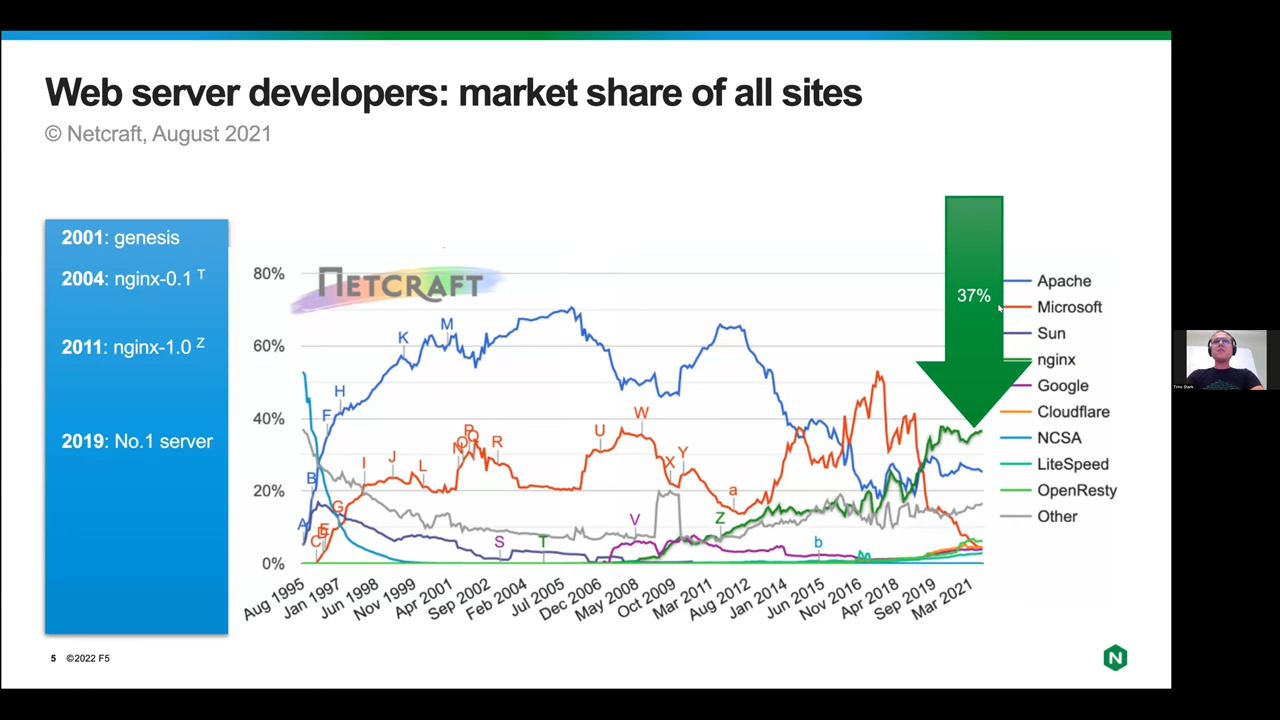 Web server developers: market share of all sites
© Netcraft, August 2021
2001: genesis
2004: nginx-0.1 T
2011: nginx-1.0 Z
2019: No.1 server
NETCRAFT
80%
60%
40%
20%
0%
A
B
C
D
E
F
G
H
I
J
K
L
M
N
O
P
Q
R
S
T
U
V
W
X
Y
Z
a
b
Aug 1995
Jan 1997
Jun 1998
Nov 1999
Apr 2001
Sep 2002
Feb 2004
Jul 2005
Dec 2006
May 2008
Oct 2009
Mar 2011
Aug 2012
Jan 2014
Jun 2015
Nov 2016
Apr 2018
Sep 2019
Mar 2021
37%
Apache
Microsoft
Sun
nginx
Google
Cloudflare
NCSA
LiteSpeed
OpenResty
Other
5 ©2022 F5
N
Timo Stark